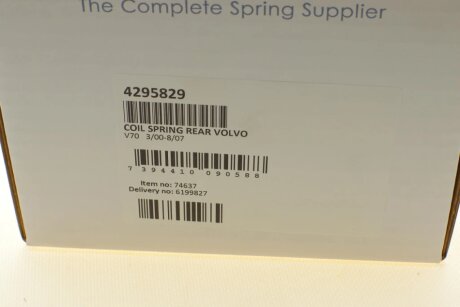 The Complete Spring Supplier
4295829
COIL SPRING REAR VOLVO
V70 3/00-8/07
7 394410 090588
Item no: 74637
Delivery no: 6199827